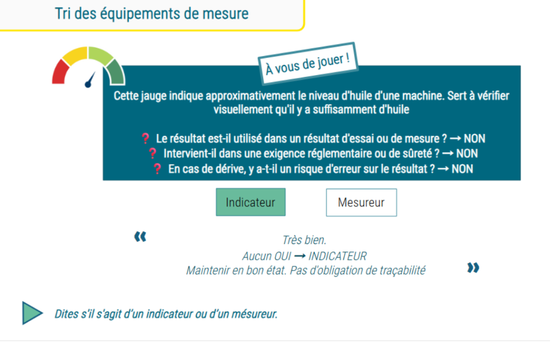 Tri des équipements de mesure
À vous de jouer !
Cette jauge indique approximativement le niveau d'huile d'une machine. Sert à vérifier
visuellement qu'il y a suffisamment d'huile
❓ Le résultat est-il utilisé dans un résultat d'essai ou de mesure ? → NON
❓ Intervient-il dans une exigence réglementaire ou de sûreté ? → NON
❓ En cas de dérive, y a-t-il un risque d'erreur sur le résultat ? → NON
Indicateur Mesureur
« Très bien.
Aucun OUI → INDICATEUR
Maintenir en bon état. Pas d'obligation de traçabilité »
Dites s'il s'agit d'un indicateur ou d'un mésureur.